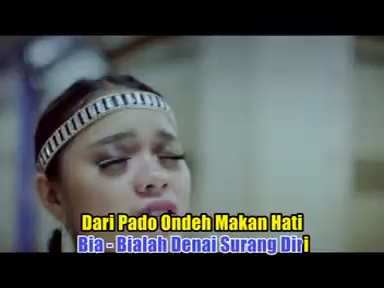 Dari Pado Ondeh Makan Hati
Bia - Bialah Denai Surang Diri